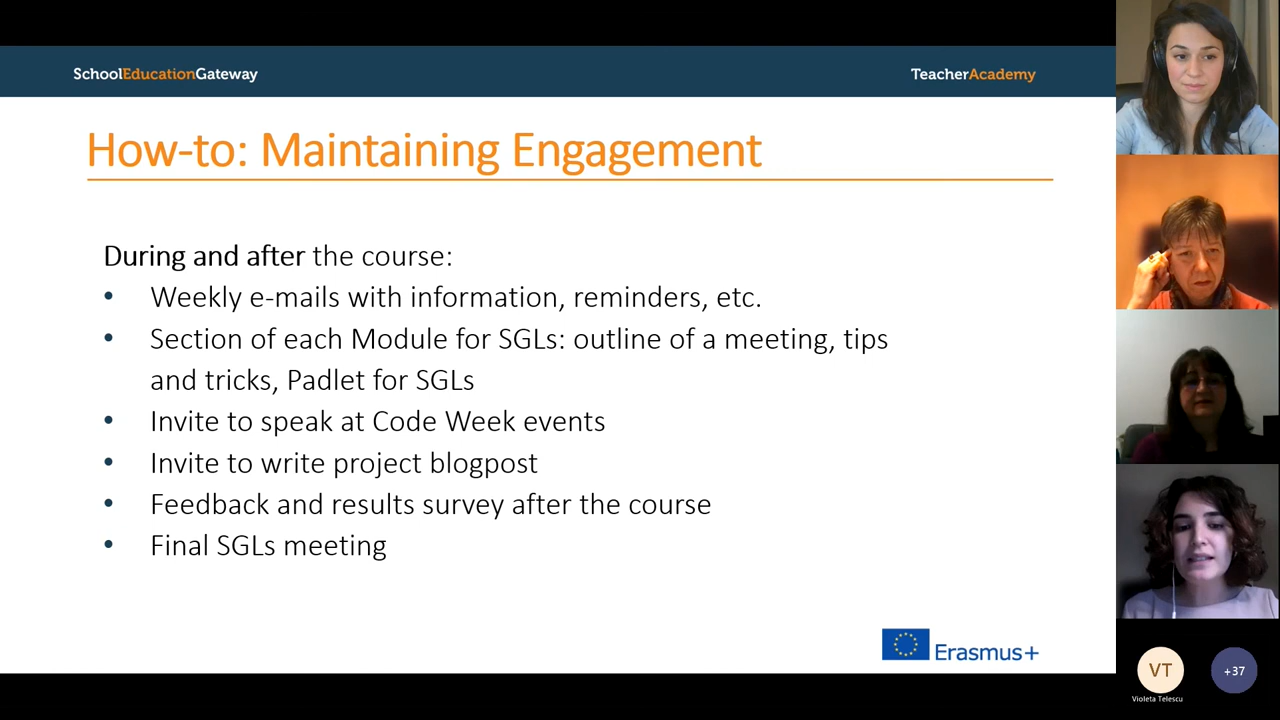 SchoolEducationGateway
TeacherAcademy
How-to: Maintaining Engagement
During and after the course:
• Weekly e-mails with information, reminders, etc.
• Section of each Module for SGLs: outline of a meeting, tips
and tricks, Padlet for SGLs
• Invite to speak at Code Week events
• Invite to write project blogpost
• Feedback and results survey after the course
• Final SGLs meeting
Erasmus+
VT
+37
Violeta Telescu